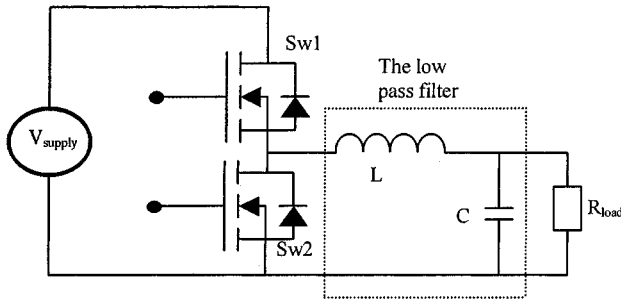 Sw1
The low
pass filter
V_supply
L
C
R_load
Sw2